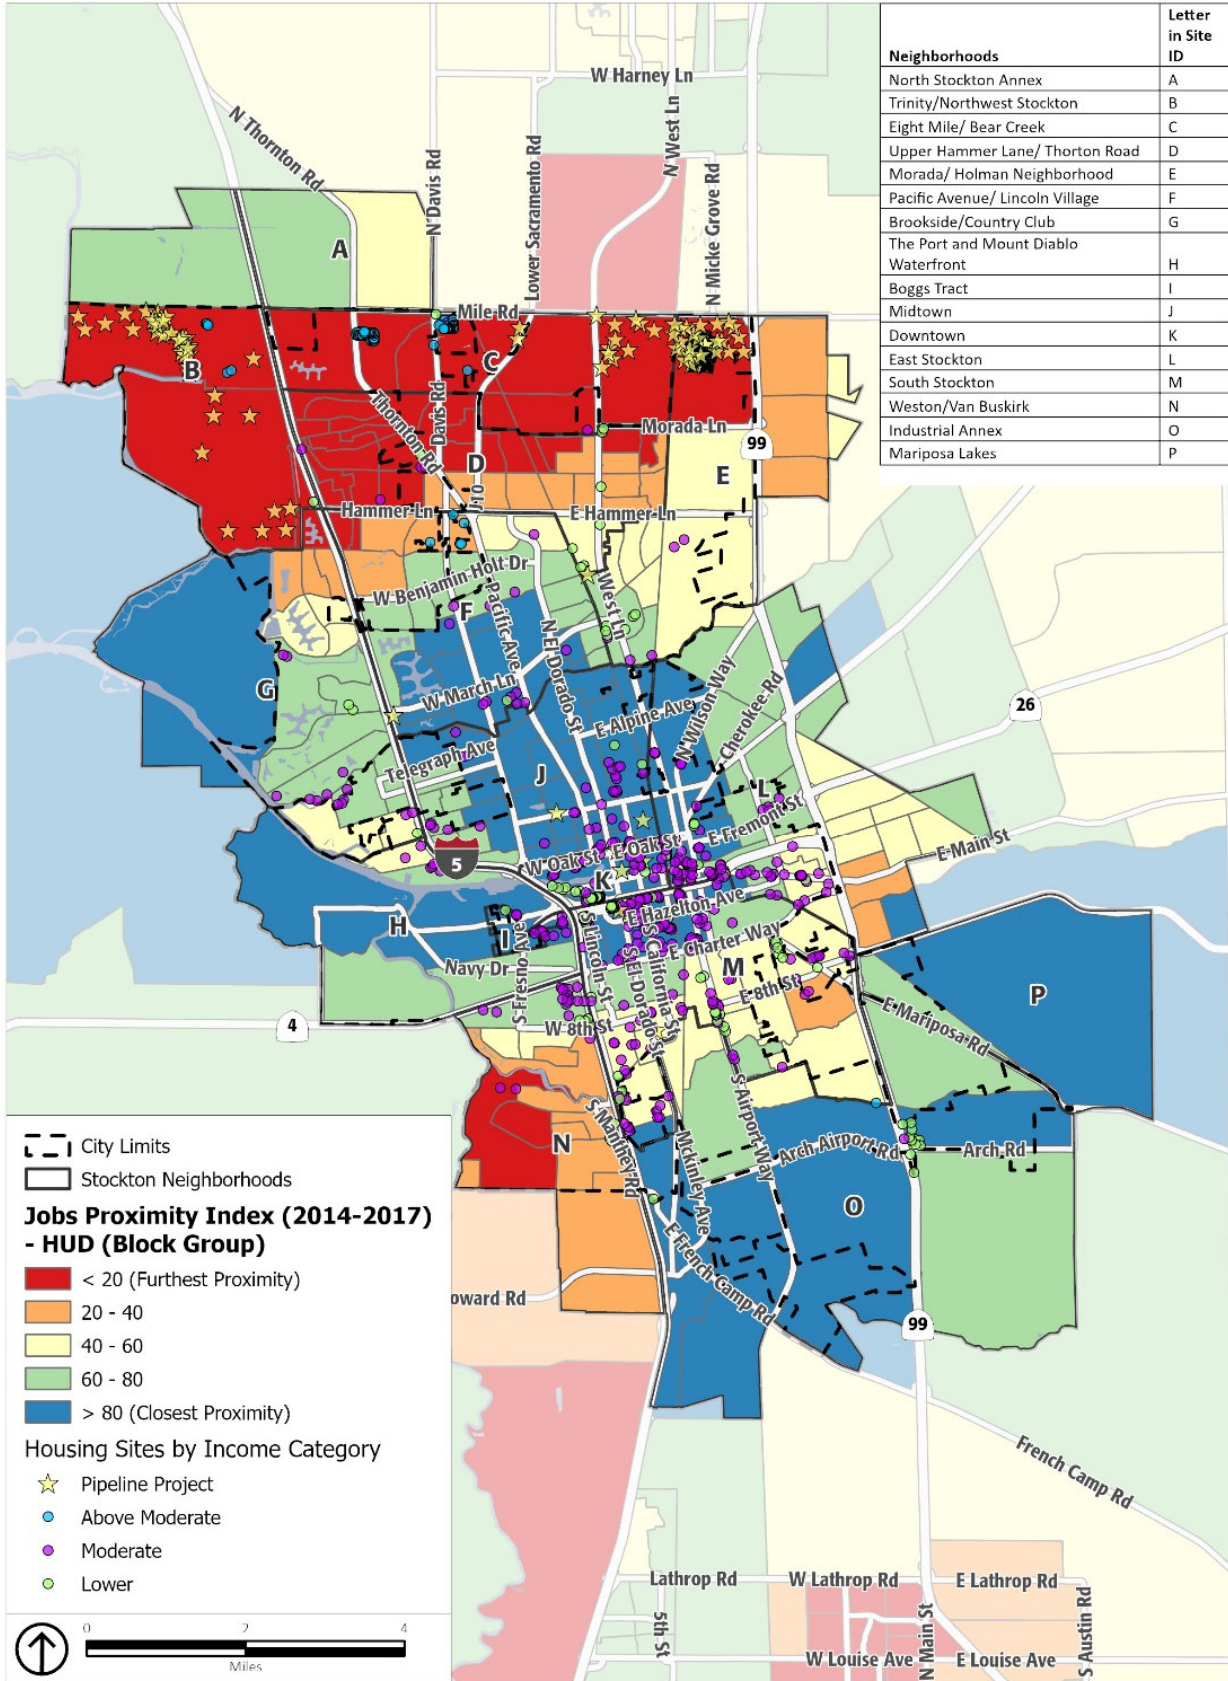 Neighborhoods Letter in Site ID
North Stockton Annex A
Trinity/Northwest Stockton B
Eight Mile/ Bear Creek C
Upper Hammer Lane/ Thorton Road D
Morada/ Holman Neighborhood E
Pacific Avenue/ Lincoln Village F
Brookside/Country Club G
The Port and Mount Diablo
Waterfront H
Boggs Tract I
Midtown J
Downtown K
East Stockton L
South Stockton M
Weston/Van Buskirk N
Industrial Annex O
Mariposa Lakes P
W Harney Ln
N Thornton Rd
N Davis Rd
Lower Sacramento Rd
N West Ln
N Micke Grove Rd
A
Mile Rd
B
C
Thornton Rd
Davis Rd
Morada Ln
99
D
E
J 10
Hammer Ln
E Hammer Ln
W Benjamin Holt Dr
F
Pacific Ave
N El Dorado St
West Ln
G
W March Ln
N Wilson Way
Cherokee Rd
26
E Alpine Ave
Telegraph Ave
J
L
E Fremont St
5
W Oak St
E Oak St
E Main St
K
E Hazelton Ave
H
I
S Fresno Ave
S Lincoln St
S California St
S El Dorado St
E Charter Way
Navy Dr
M
P
4
W 8th St
E 8th St
E Mariposa Rd
N
S Manthey Rd
Mckinley Ave
S Airport Way
Arch Airport Rd
Arch Rd
O
E French Camp Rd
oward Rd
99
French Camp Rd
Lathrop Rd
W Lathrop Rd
E Lathrop Rd
5th St
N Main St
S Austin Rd
W Louise Ave
E Louise Ave
City Limits
Stockton Neighborhoods
Jobs Proximity Index (2014-2017)
- HUD (Block Group)
< 20 (Furthest Proximity)
20 - 40
40 - 60
60 - 80
> 80 (Closest Proximity)
Housing Sites by Income Category
Pipeline Project
Above Moderate
Moderate
Lower
0 2 4
Miles